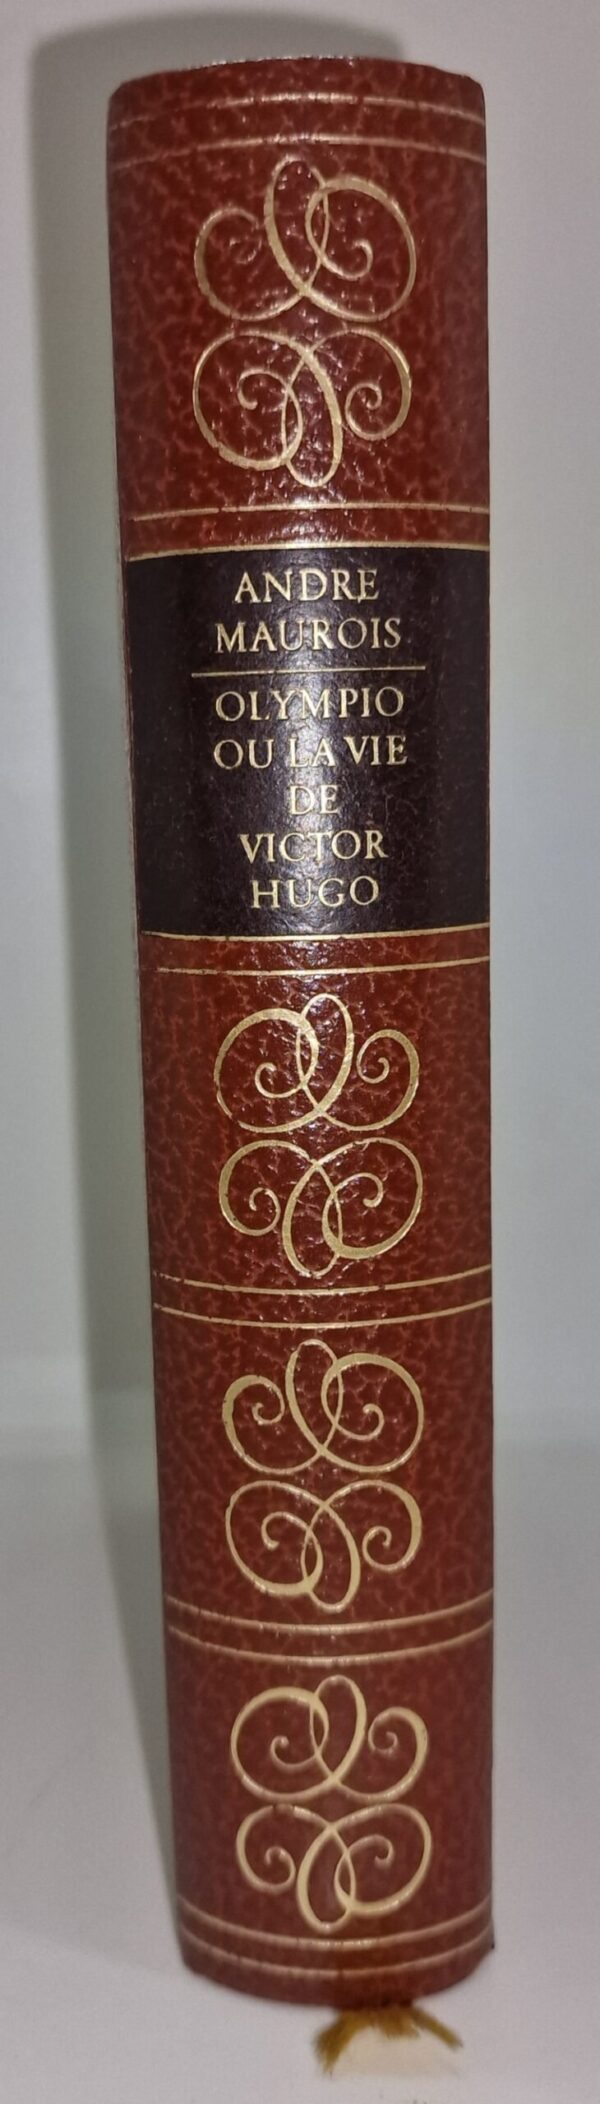 ANDRE
MAUROIS
OLYMPIO
OU LA VIE
DE
VICTOR
HUGO